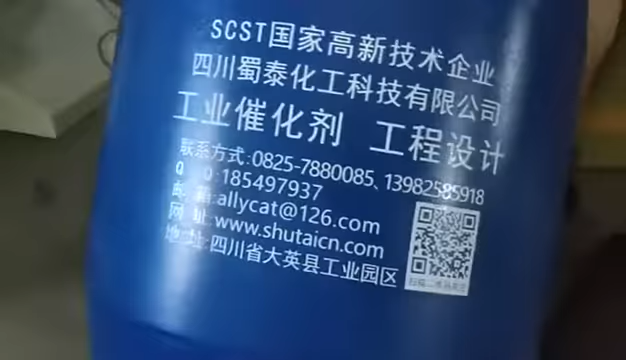 SCST国家高新技术企业
四川蜀泰化工科技有限公司
工业催化剂 工程设计
联系方式:0825-7880085、13982585918
Q Q:185497937
邮 箱:allycat@126.com
网 址:www.shutaicn.com
地 址:四川省大英县工业园区